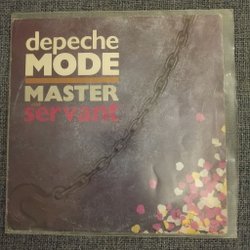 depeche
MODE
MASTER
servant